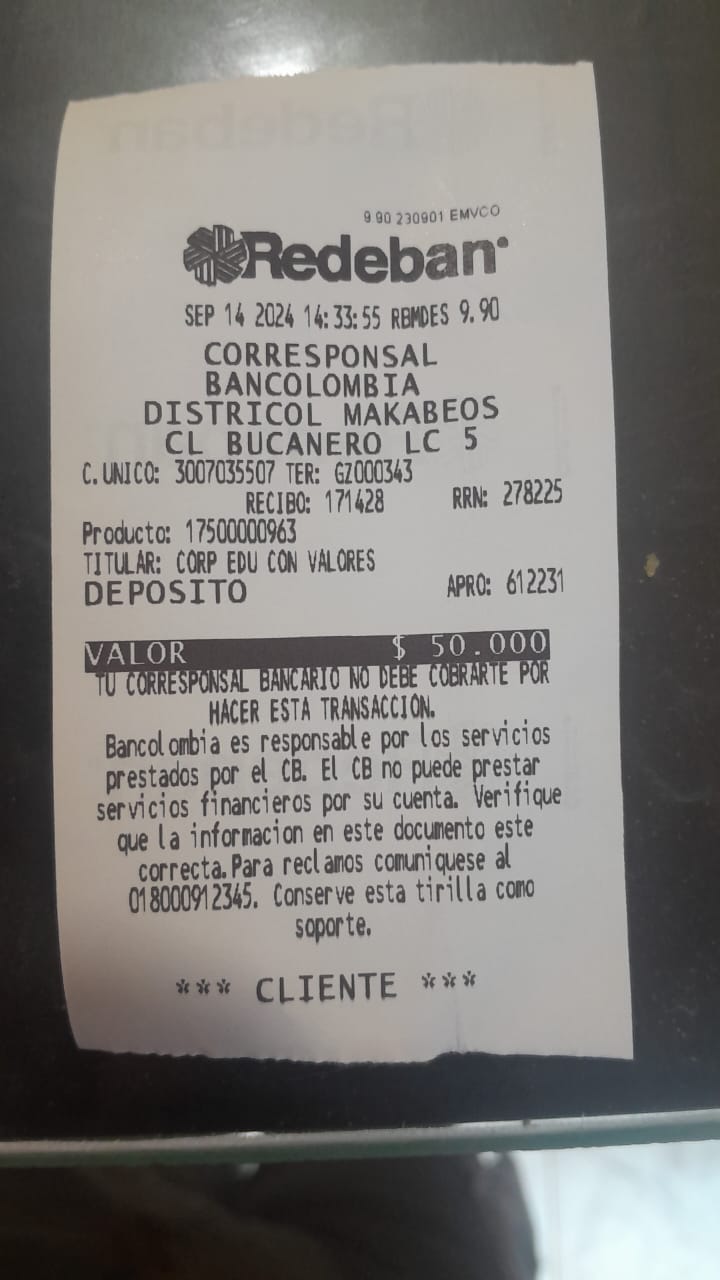 9.90 230901 EMVCO
Redeban
SEP 14 2024 14:33:55 RBMDES 9.90
CORRESPONSAL
BANCOLOMBIA
DISTRICOL MAKABEOS
CL BUCANERO LC 5
C. UNICO: 3007035507 TER: GZ000343
RECIBO: 171428 RRN: 278225
Producto: 17500000963
TITULAR: CORP EDU CON VALORES
DEPOSITO APRO: 612231
VALOR $ 50.000
TU CORRESPONSAL BANCARIO NO DEBE COBRARTE POR
HACER ESTA TRANSACCION.
Bancolombia es responsable por los servicios
prestados por el CB. El CB no puede prestar
servicios financieros por su cuenta. Verifique
que la informacion en este documento este
correcta. Para reclamos comuniquese al
018000912345. Conserve esta tirilla como
soporte.
*** CLIENTE ***